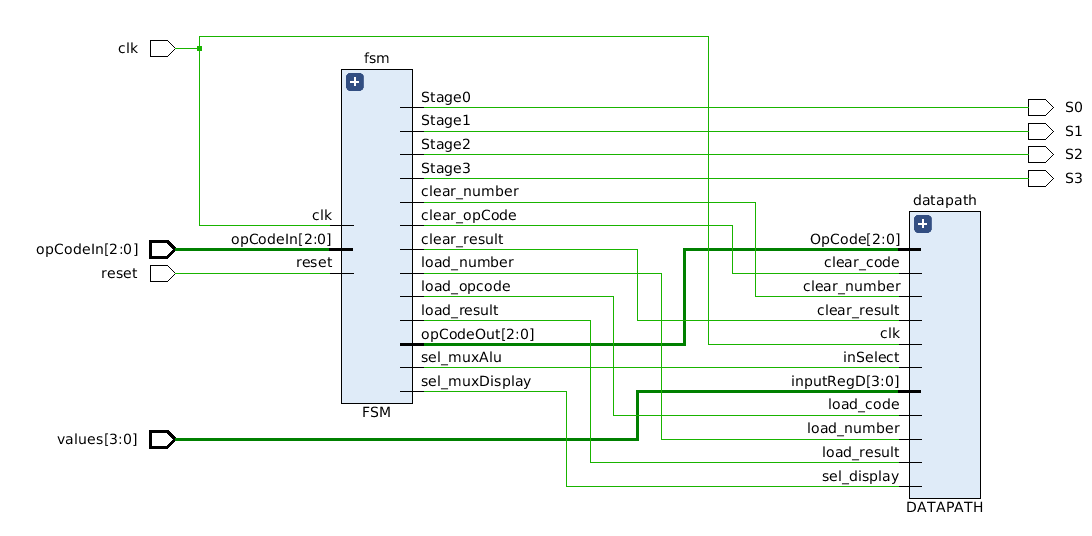 clk
fsm
Stage0
S0
Stage1
S1
Stage2
S2
Stage3
S3
clear_number
datapath
clk
clear_opCode
opCodeIn[2:0]
opCodeIn[2:0]
clear_result
OpCode[2:0]
reset
reset
load_number
clear_code
load_opcode
clear_number
load_result
clear_result
opCodeOut[2:0]
clk
sel_muxAlu
inSelect
sel_muxDisplay
inputRegD[3:0]
FSM
load_code
values[3:0]
load_number
load_result
sel_display
DATAPATH